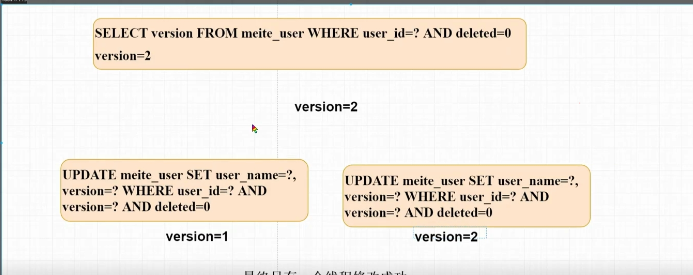 SELECT version FROM meite_user WHERE user_id=? AND deleted=0
version=2
version=2
UPDATE meite_user SET user_name=?,
version=? WHERE user_id=? AND
version=? AND deleted=0
version=1
UPDATE meite_user SET user_name=?,
version=? WHERE user_id=? AND
version=? AND deleted=0
version=2